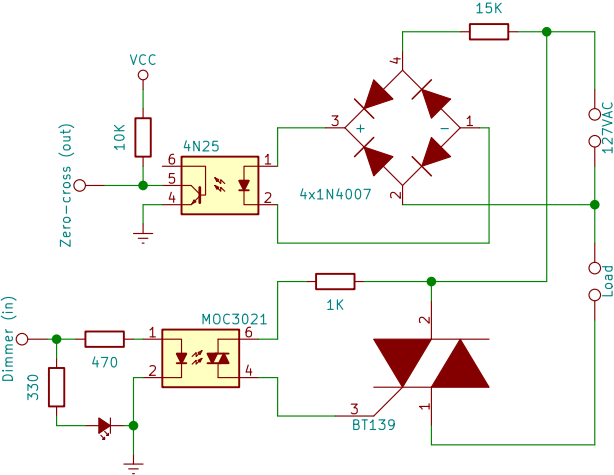 15K
VCC
4
10K
Zero-cross (out)
4N25
3
+
−
1
127VAC
6
5
4
1
2
4x1N4007
2
Load
1K
Dimmer (in)
MOC3021
2
470
1
2
6
4
330
3
BT139
1